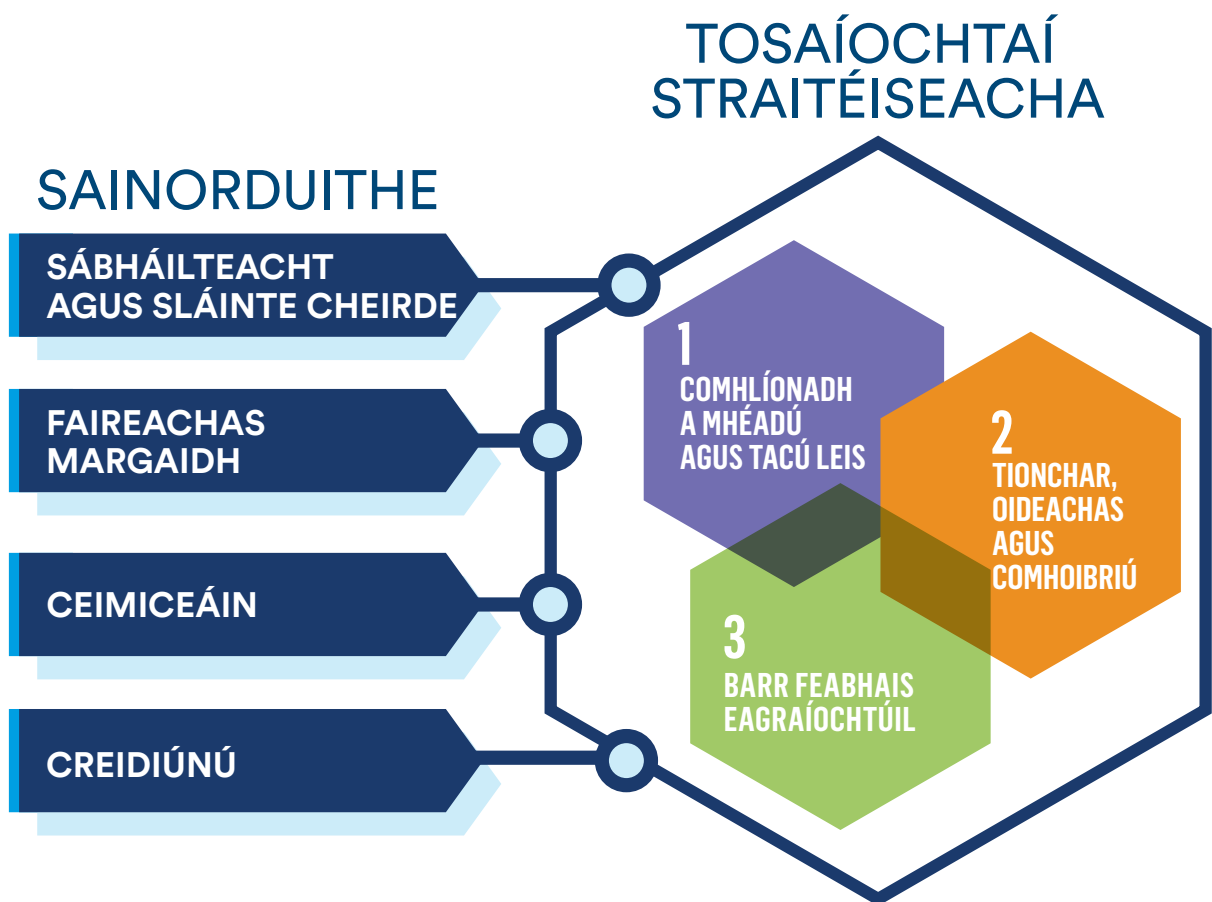 TOSAÍOCHTAÍ
STRAITÉISEACHA
SAINORDUITHE
SÁBHÁILTEACHT
AGUS SLÁINTE CHEIRDE
FAIREACHAS
MARGAIDH
CEIMICEÁIN
CREIDIÚNÚ
1
COMHLÍONADH
A MHÉADÚ
AGUS TACÚ LEIS
2
TIONCHAR,
OIDEACHAS
AGUS
COMHOIBRIÚ
3
BARR FEABHAIS
EAGRAÍOCHTÚIL